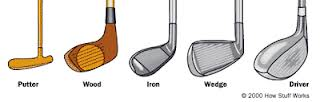 Putter Wood Iron Wedge Driver
© 2000 How Stuff Works